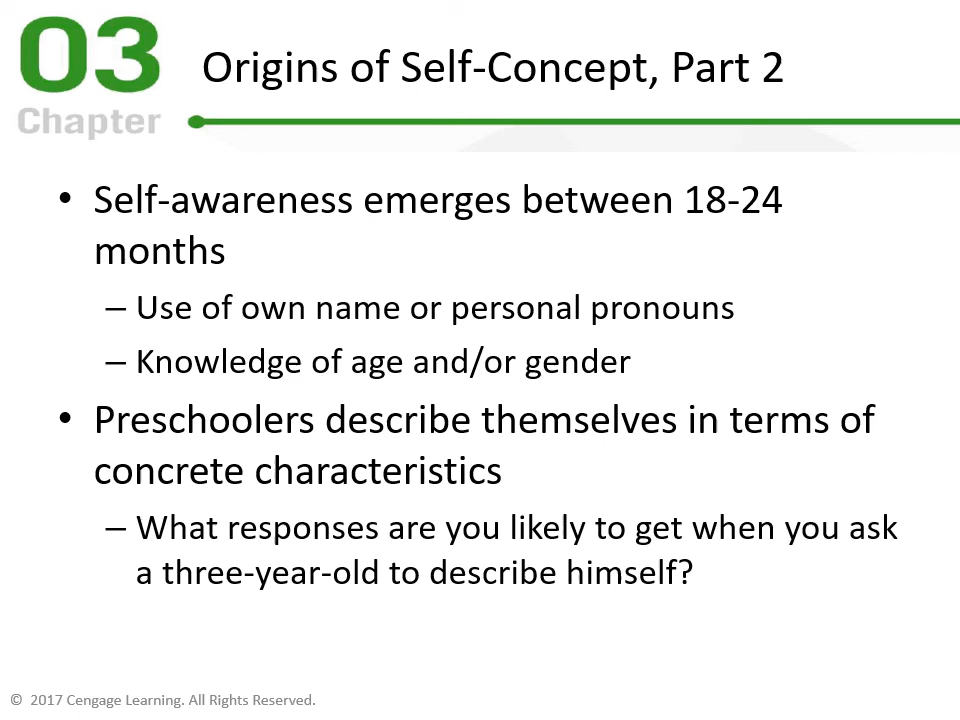 03
Chapter
Origins of Self-Concept, Part 2
• Self-awareness emerges between 18-24
months
– Use of own name or personal pronouns
– Knowledge of age and/or gender
• Preschoolers describe themselves in terms of
concrete characteristics
– What responses are you likely to get when you ask
a three-year-old to describe himself?
© 2017 Cengage Learning. All Rights Reserved.